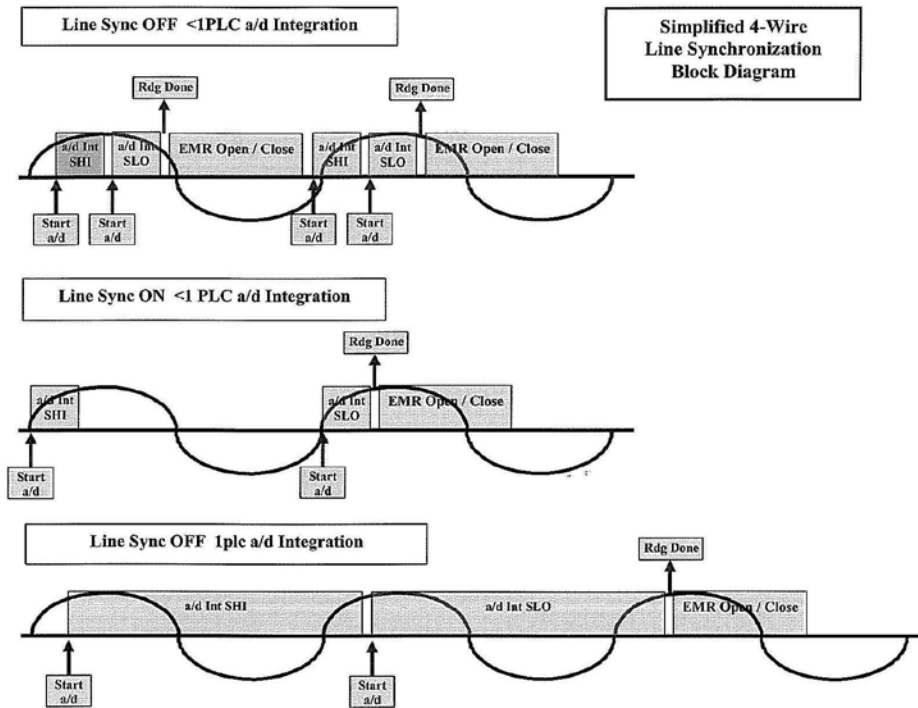 Line Sync OFF <1PLC a/d Integration
Simplified 4-Wire
Line Synchronization
Block Diagram
Rdg Done
Rdg Done
a/d Int
SHI
a/d Int
SLO
EMR Open / Close
a/d Int
SHI
a/d Int
SLO
EMR Open / Close
Start
a/d
Start
a/d
Start
a/d
Start
a/d
Line Sync ON <1 PLC a/d Integration
Rdg Done
a/d Int
SHI
a/d Int
SLO
EMR Open / Close
Start
a/d
Start
a/d
Line Sync OFF 1plc a/d Integration
Rdg Done
a/d Int SHI
a/d Int SLO
EMR Open / Close
Start
a/d
Start
a/d